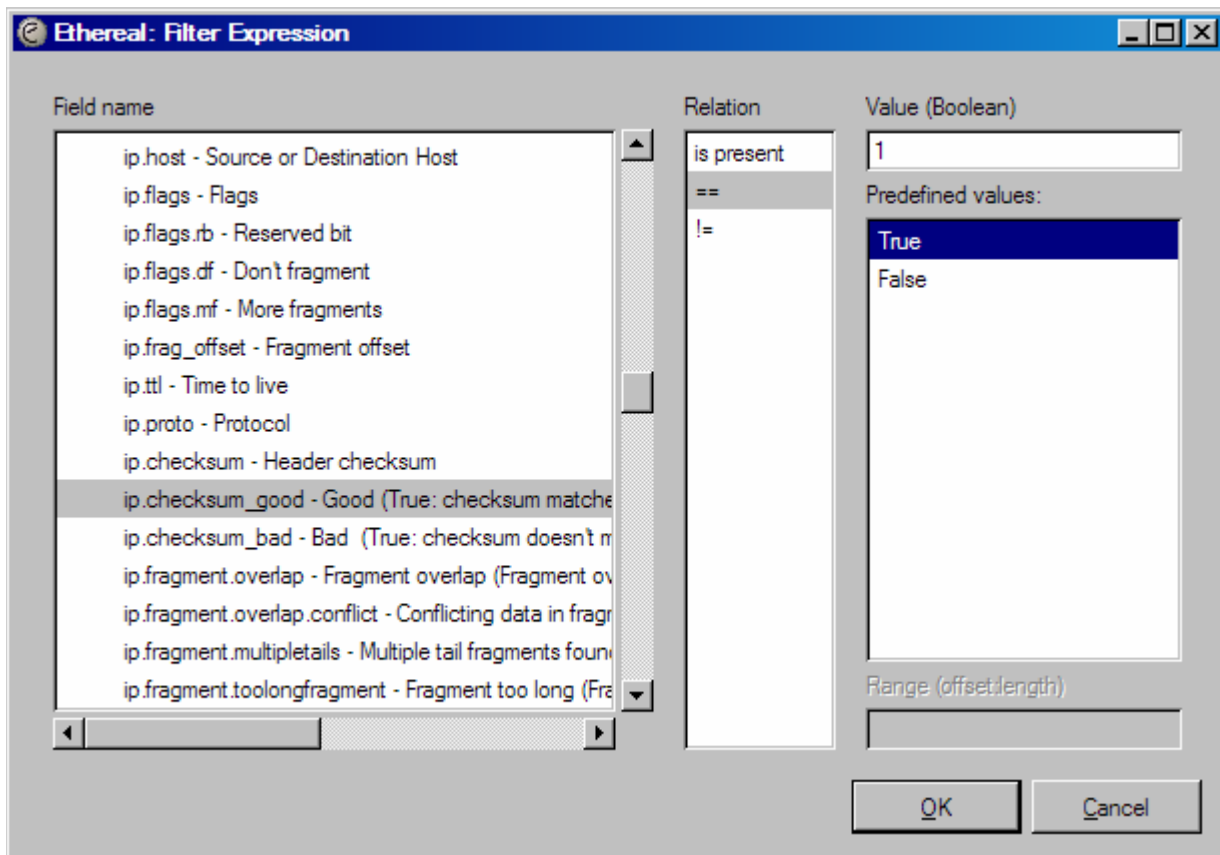 Ethereal: Filter Expression
Field name
ip.host - Source or Destination Host
ip.flags - Flags
ip.flags.rb - Reserved bit
ip.flags.df - Don't fragment
ip.flags.mf - More fragments
ip.frag_offset - Fragment offset
ip.ttl - Time to live
ip.proto - Protocol
ip.checksum - Header checksum
ip.checksum_good - Good (True: checksum matche
ip.checksum_bad - Bad  (True: checksum doesn't m
ip.fragment.overlap - Fragment overlap (Fragment ov
ip.fragment.overlap.conflict - Conflicting data in fragm
ip.fragment.multipletails - Multiple tail fragments foun
ip.fragment.toolongfragment - Fragment too long (Fra
Relation
is present
==
!=
Value (Boolean)
1
Predefined values:
True
False
Range (offset:length)
OK
Cancel